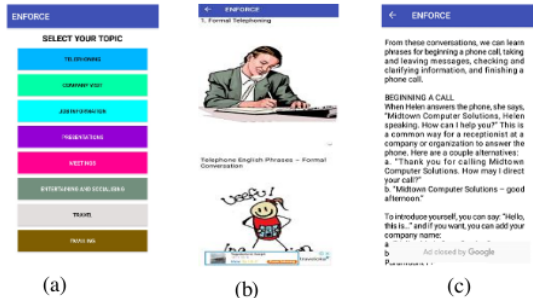 ENFORCE
SELECT YOUR TOPIC
TELEPHONING
COMPANY VISIT
JOB INFORMATION
PRESENTATIONS
MEETINGS
ENTERTAINING AND SOCIALISING
TRAVEL
(a)
ENFORCE
1. Formal Telephoning
Telephone English Phrases – Formal
Conversation
Useful
(b)
ENFORCE
From these conversations, we can learn
phrases for beginning a phone call, taking
and leaving messages, checking and
clarifying information, and finishing a
phone call.
BEGINNING A CALL
When Helen answers the phone, she says,
"Midtown Computer Solutions, Helen
speaking. How can I help you?" This is
a common way for a receptionist at a
company or organization to answer the
phone. Here are a couple alternatives:
a. "Thank you for calling Midtown
Computer Solutions. How may I direct
your call?"
b. "Midtown Computer Solutions – good
afternoon."
To introduce yourself, you can say: "Hello,
this is..." and if you want, you can add your
company name:
a
b
Ad closed by Google
(c)